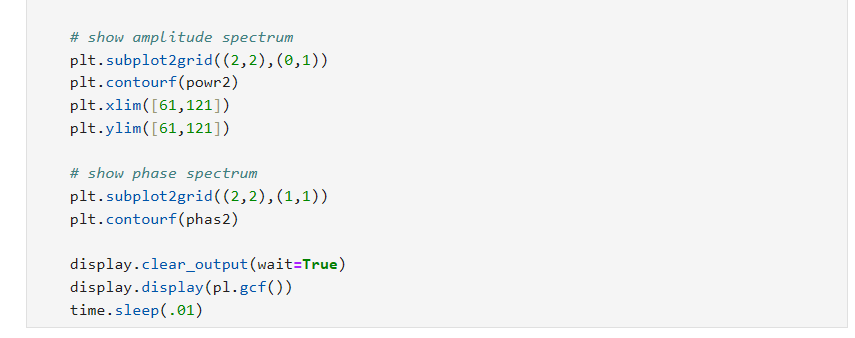 # show amplitude spectrum
plt.subplot2grid((2,2),(0,1))
plt.contourf(powr2)
plt.xlim([61,121])
plt.ylim([61,121])
# show phase spectrum
plt.subplot2grid((2,2),(1,1))
plt.contourf(phas2)
display.clear_output(wait=True)
display.display(pl.gcf())
time.sleep(.01)